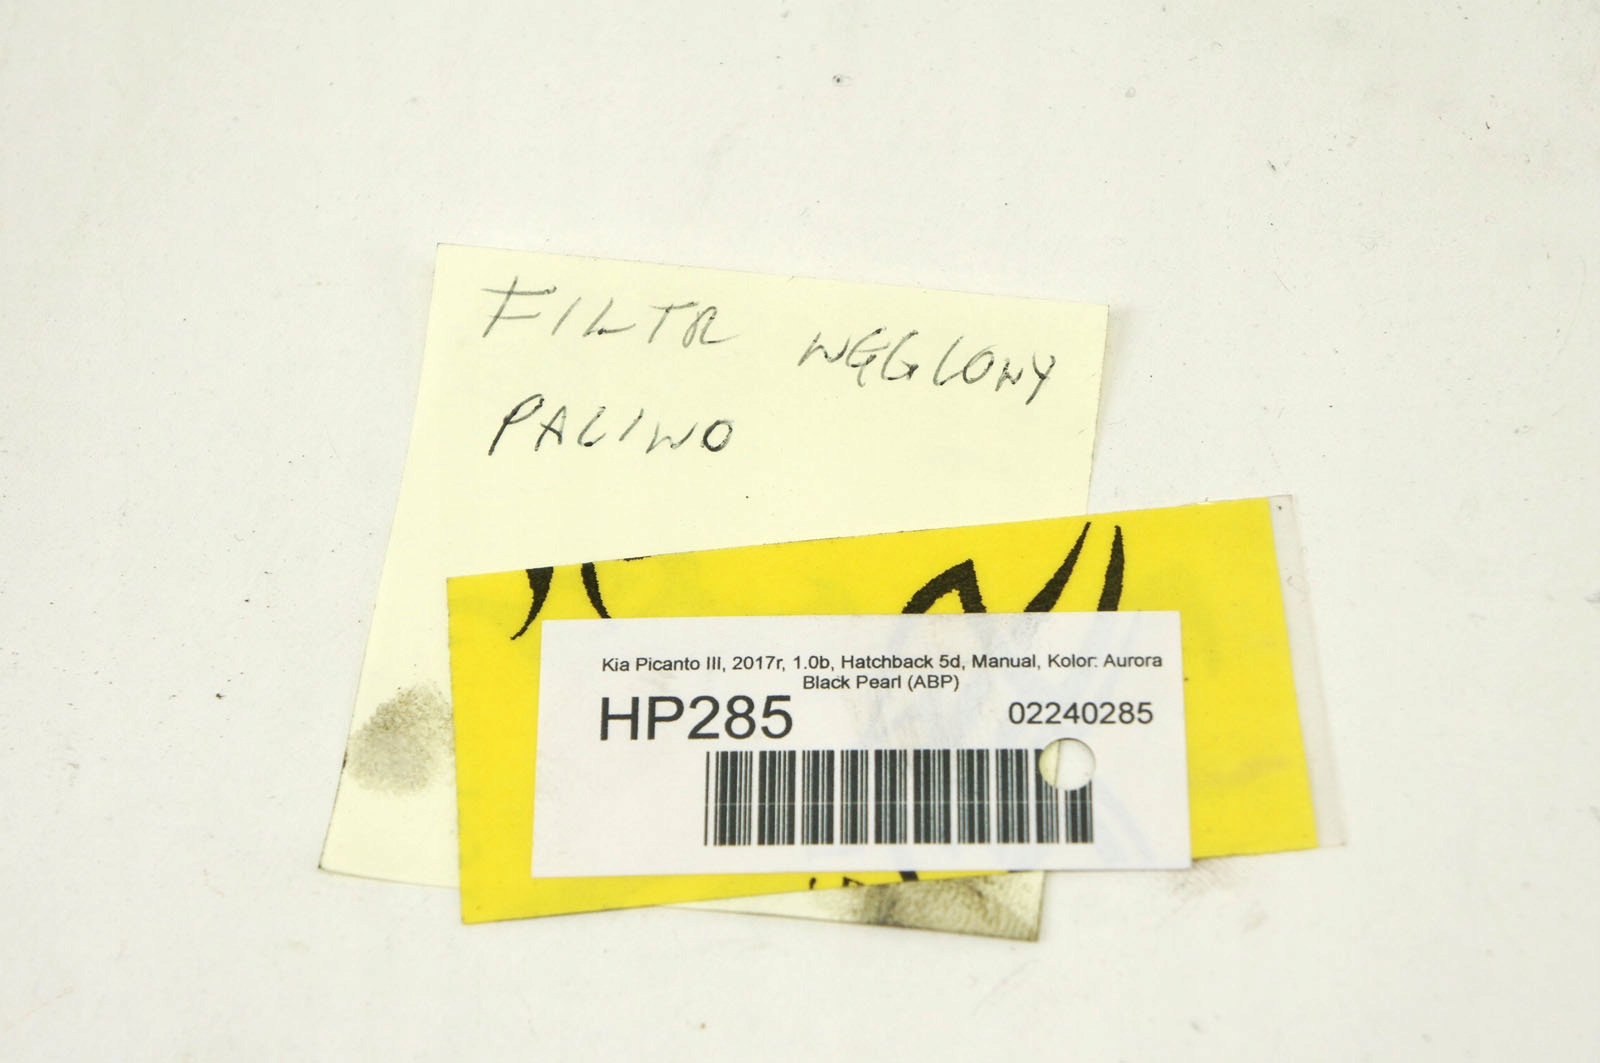 FILTR WĘGLOWY
PALIWO
Kia Picanto III, 2017r, 1.0b, Hatchback 5d, Manual, Kolor: Aurora
Black Pearl (ABP)
HP285
02240285